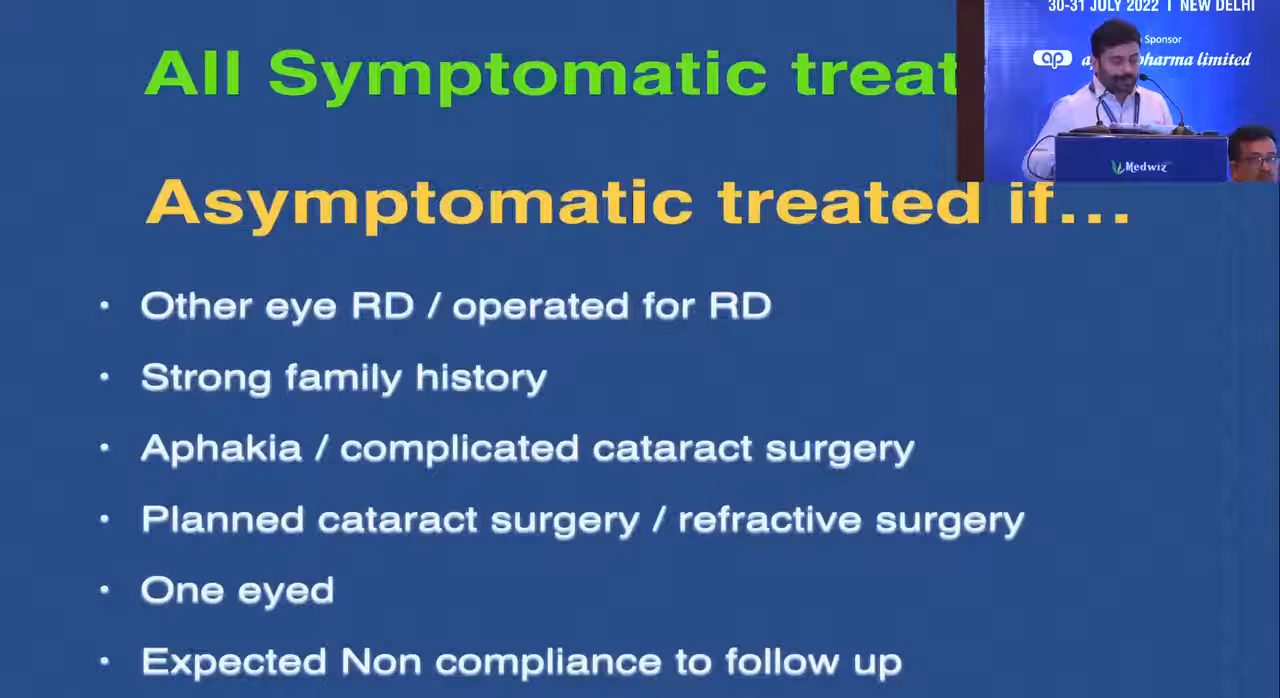 All Symptomatic treat
Asymptomatic treated if...
• Other eye RD / operated for RD
• Strong family history
• Aphakia / complicated cataract surgery
• Planned cataract surgery / refractive surgery
• One eyed
• Expected Non compliance to follow up
30-31 JULY 2022 | NEW DELHI
Sponsor
ap pharma limited
Medwiz